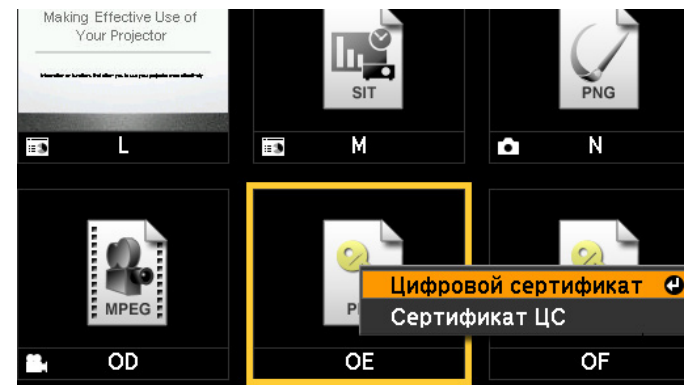 Making Effective Use of
Your Projector
SIT
PNG
L
M
N
MPEG
Цифровой сертификат
Сертификат ЦС
OD
OE
OF